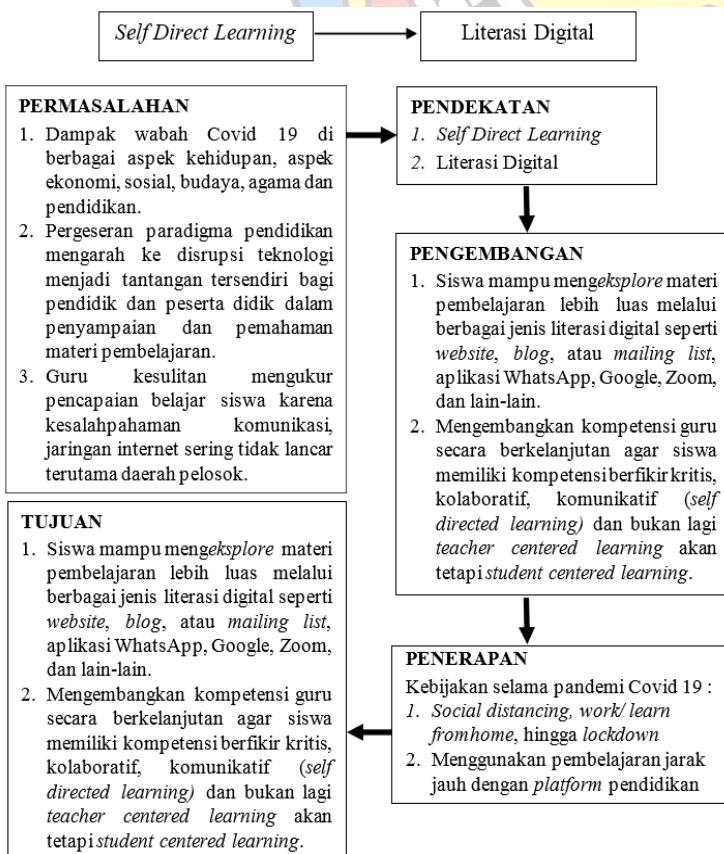 Self Direct Learning
Literasi Digital
PERMASALAHAN
1. Dampak wabah Covid 19 di
berbagai aspek kehidupan, aspek
ekonomi, sosial, budaya, agama dan
pendidikan.
2. Pergeseran paradigma pendidikan
mengarah ke disrupsi teknologi
menjadi tantangan tersendiri bagi
pendidik dan peserta didik dalam
penyampaian dan pemahaman
materi pembelajaran.
3. Guru kesulitan mengukur
pencapaian belajar siswa karena
kesalahpahaman komunikasi,
jaringan internet sering tidak lancar
terutama daerah pelosok.
PENDEKATAN
1. Self Direct Learning
2. Literasi Digital
PENGEMBANGAN
1. Siswa mampu mengeksplore materi
pembelajaran lebih luas melalui
berbagai jenis literasi digital seperti
website, blog, atau mailing list,
aplikasi WhatsApp, Google, Zoom,
dan lain-lain.
2. Mengembangkan kompetensi guru
secara berkelanjutan agar siswa
memiliki kompetensi berfikir kritis,
kolaboratif, komunikatif (self
directed learning) dan bukan lagi
teacher centered learning akan
tetapi student centered learning.
PENERAPAN
Kebijakan selama pandemi Covid 19 :
1. Social distancing, work/ learn
from home, hingga lockdown
2. Menggunakan pembelajaran jarak
jauh dengan platform pendidikan
TUJUAN
1. Siswa mampu mengeksplore materi
pembelajaran lebih luas melalui
berbagai jenis literasi digital seperti
website, blog, atau mailing list,
aplikasi WhatsApp, Google, Zoom,
dan lain-lain.
2. Mengembangkan kompetensi guru
secara berkelanjutan agar siswa
memiliki kompetensi berfikir kritis,
kolaboratif, komunikatif (self
directed learning) dan bukan lagi
teacher centered learning akan
tetapi student centered learning.